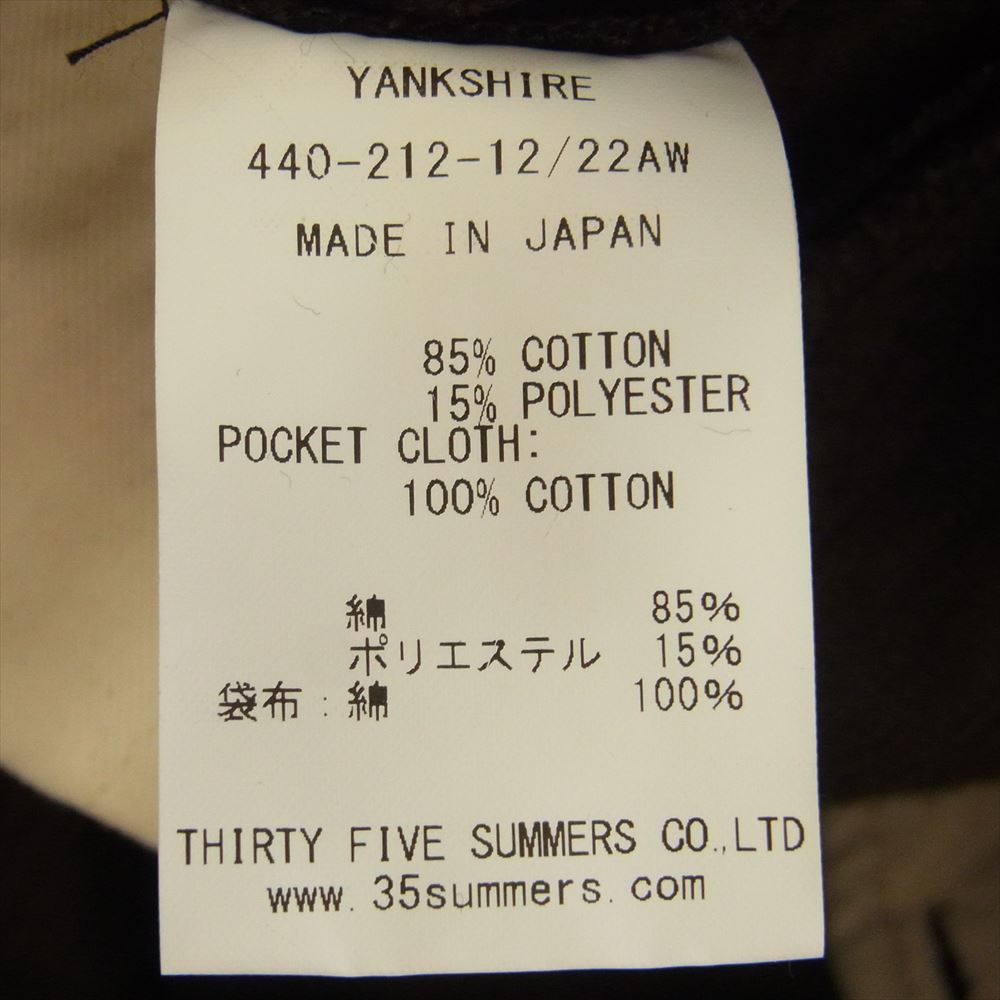 YANKSHIRE
440-212-12/22AW
MADE IN JAPAN
85% COTTON
15% POLYESTER
POCKET CLOTH:
100% COTTON
綿 85%
ポリエステル 15%
袋布:綿 100%
THIRTY FIVE SUMMERS CO.,LTD
www.35summers.com